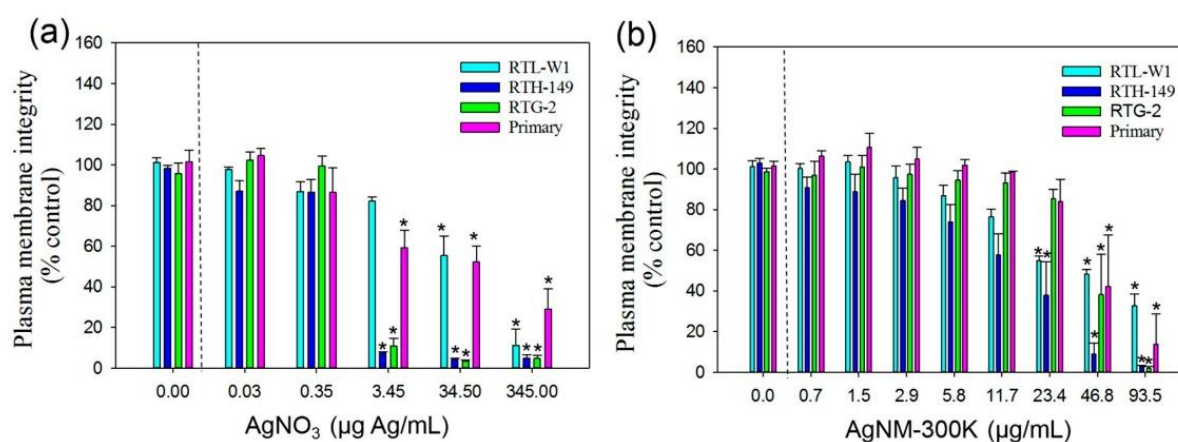 (a)
160
140
120
100
80
60
40
20
0
Plasma membrane integrity
(% control)
RTL-W1
RTH-149
RTG-2
Primary
* * * * * * * * * *
0.00 0.03 0.35 3.45 34.50 345.00
AgNO₃ (µg Ag/mL)
(b)
160
140
120
100
80
60
40
20
0
Plasma membrane integrity
(% control)
RTL-W1
RTH-149
RTG-2
Primary
* * * * * * * * * *
0.0 0.7 1.5 2.9 5.8 11.7 23.4 46.8 93.5
AgNM-300K (µg/mL)